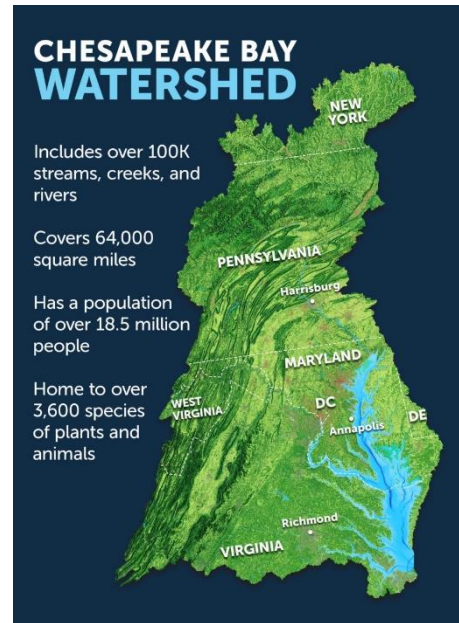 CHESAPEAKE BAY
WATERSHED
Includes over 100K
streams, creeks, and
rivers
Covers 64,000
square miles
Has a population
of over 18.5 million
people
Home to over
3,600 species
of plants and
animals
NEW
YORK
PENNSYLVANIA
Harrisburg
MARYLAND
WEST
VIRGINIA
DC
DE
Annapolis
Richmond
VIRGINIA